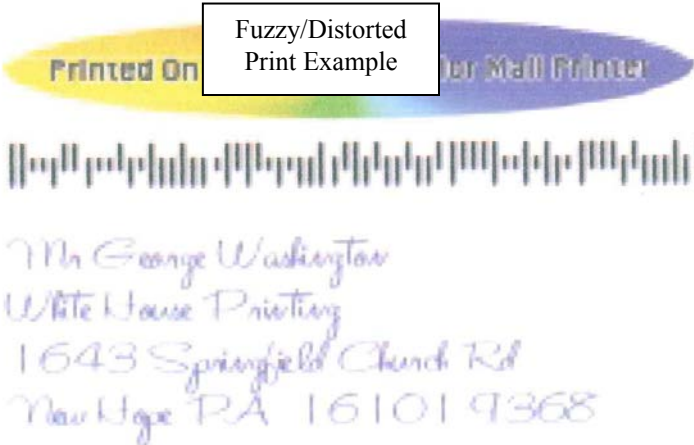 Fuzzy/Distorted
Print Example
Printed On
lor Mail Printer
Mr George Washington
White House Printing
1643 Springfield Church Rd
New Hope PA 16101 9368